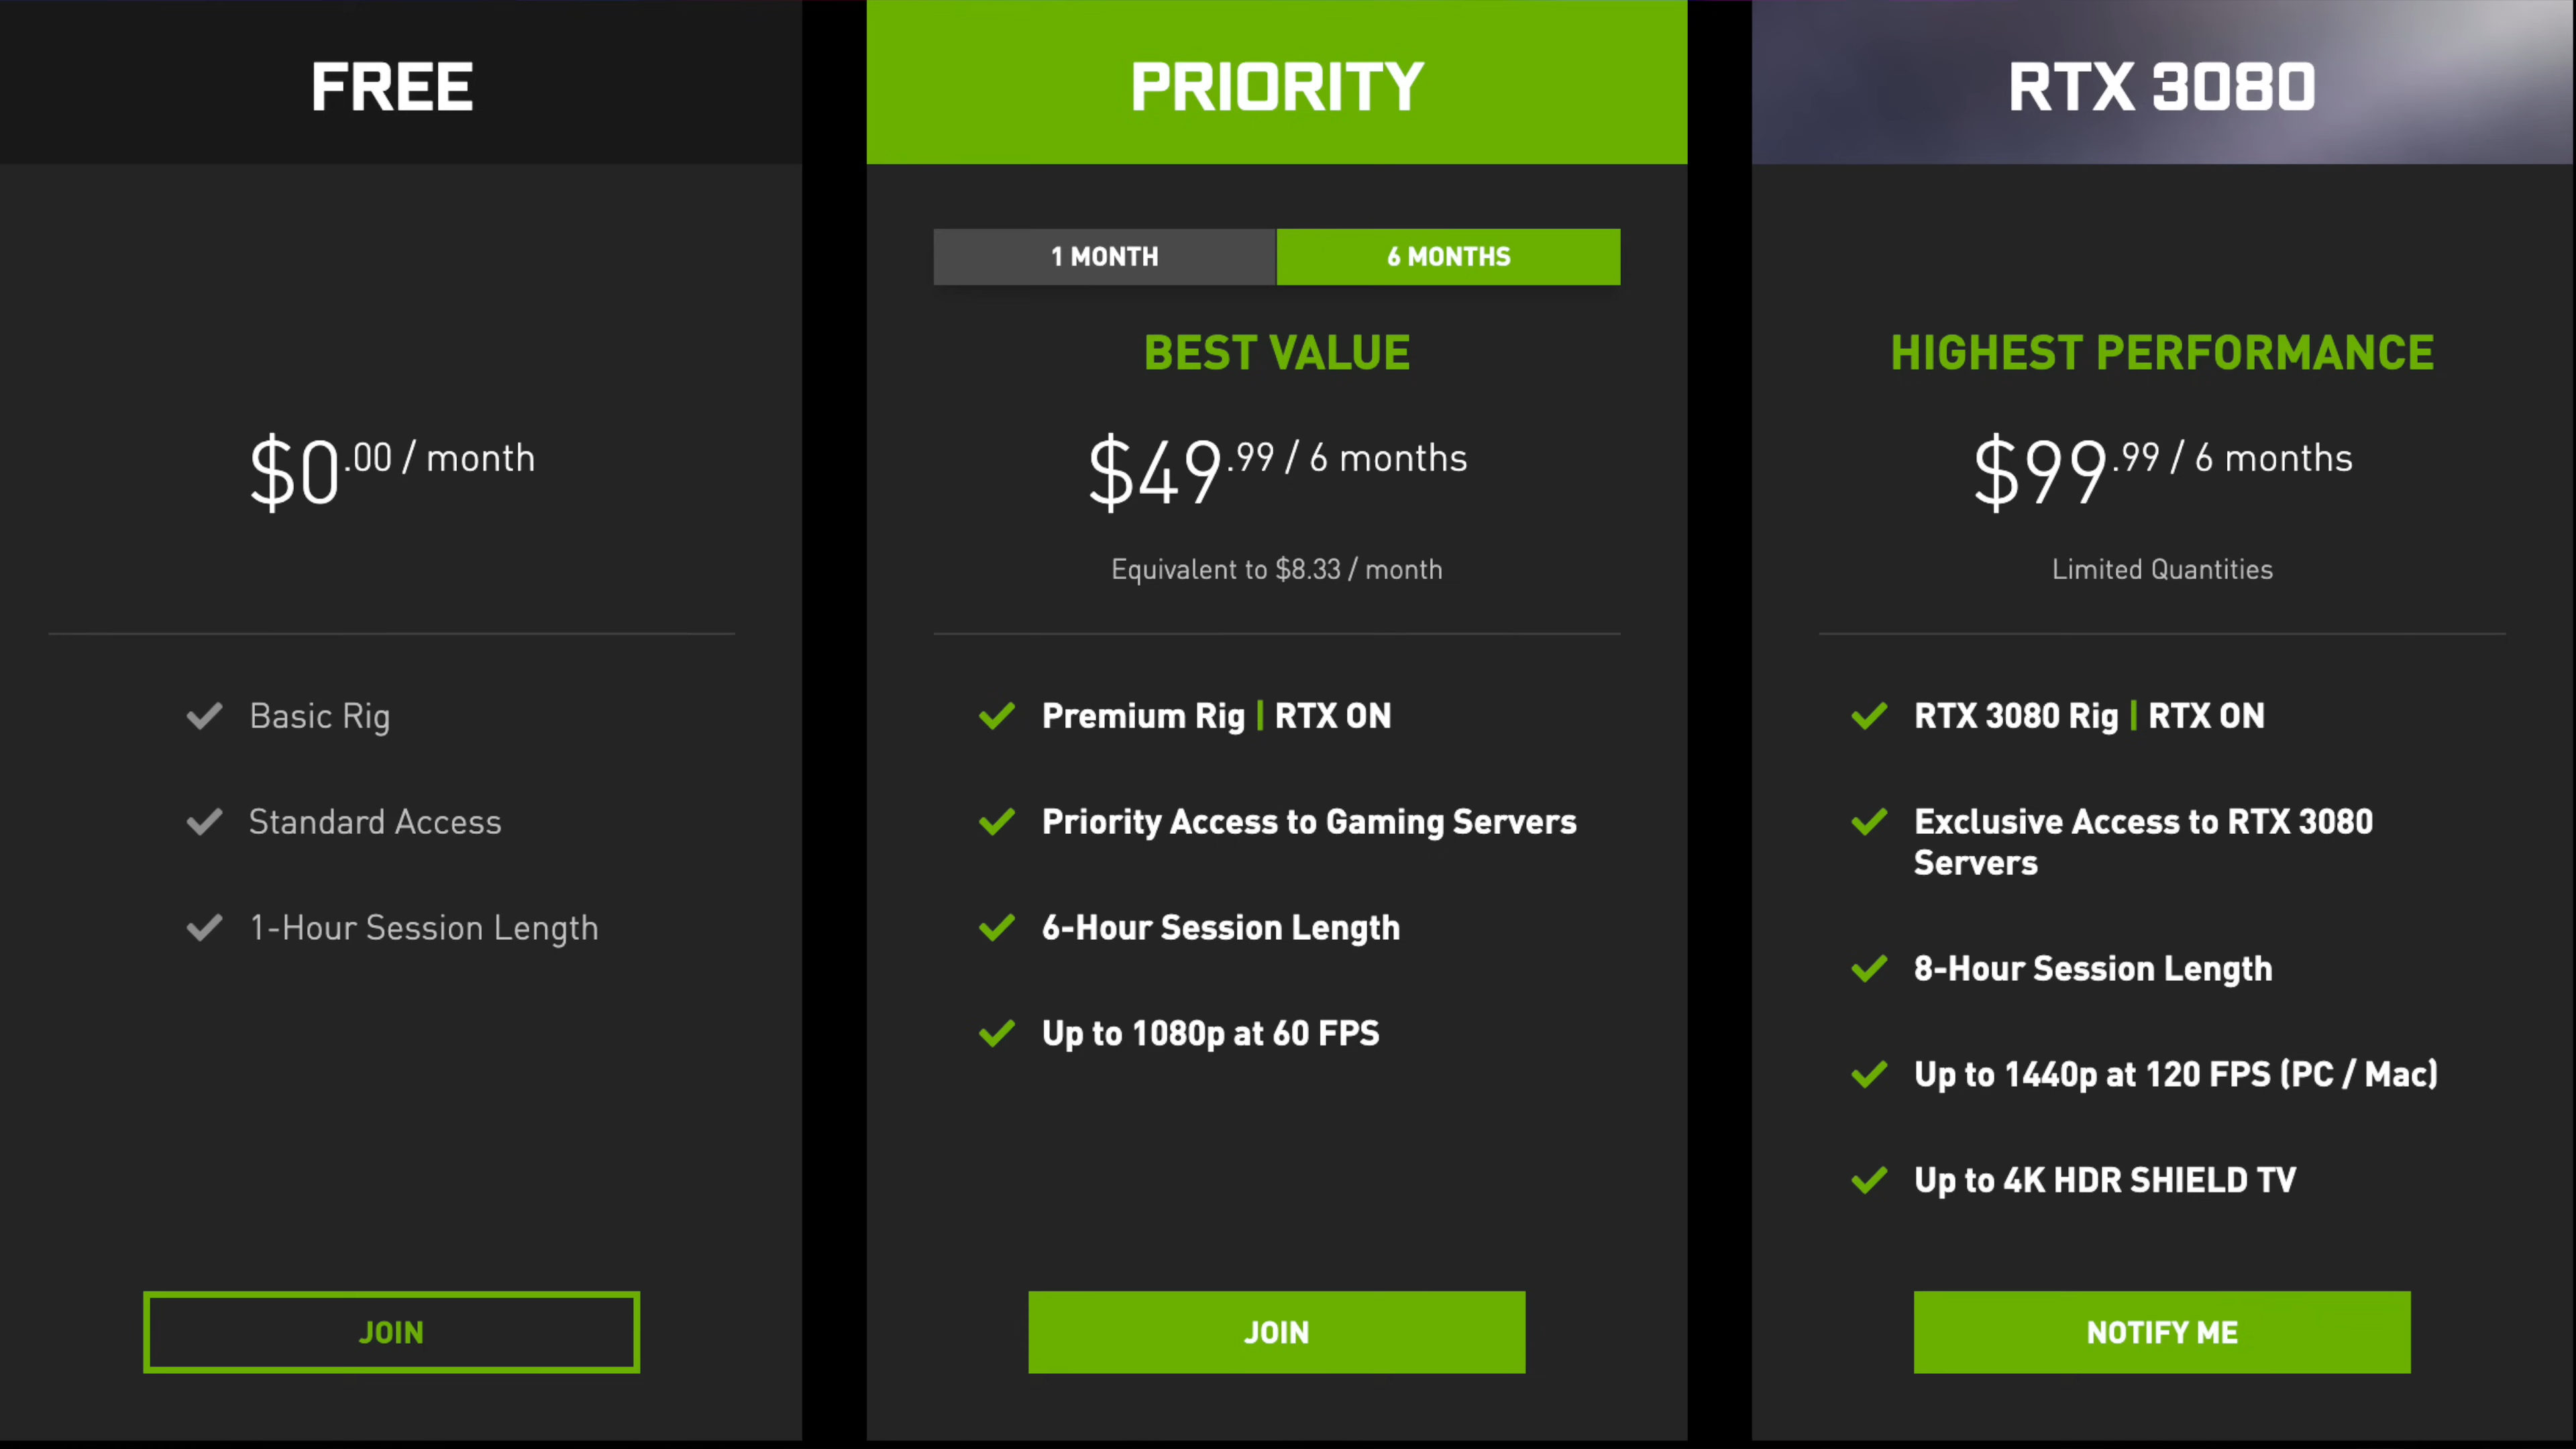 FREE
$0.00 / month
Basic Rig
Standard Access
1-Hour Session Length
JOIN
PRIORITY
1 MONTH
6 MONTHS
BEST VALUE
$49.99 / 6 months
Equivalent to $8.33 / month
Premium Rig | RTX ON
Priority Access to Gaming Servers
6-Hour Session Length
Up to 1080p at 60 FPS
JOIN
RTX 3080
HIGHEST PERFORMANCE
$99.99 / 6 months
Limited Quantities
RTX 3080 Rig | RTX ON
Exclusive Access to RTX 3080
Servers
8-Hour Session Length
Up to 1440p at 120 FPS (PC / Mac)
Up to 4K HDR SHIELD TV
NOTIFY ME